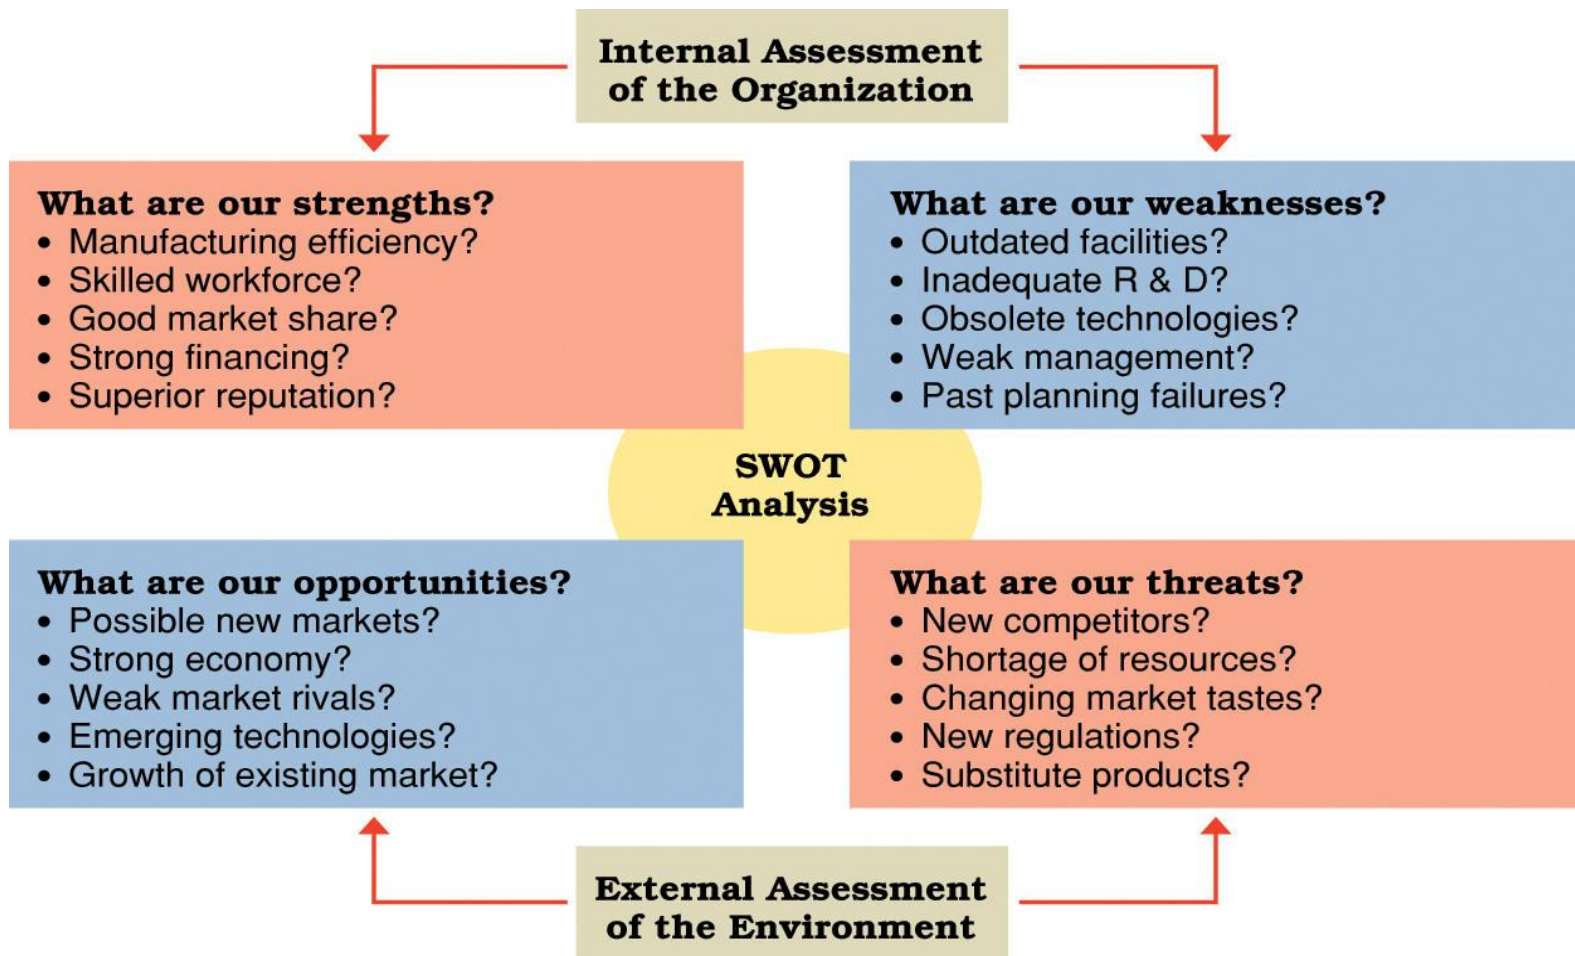 Internal Assessment
of the Organization
What are our strengths?
• Manufacturing efficiency?
• Skilled workforce?
• Good market share?
• Strong financing?
• Superior reputation?
What are our weaknesses?
• Outdated facilities?
• Inadequate R & D?
• Obsolete technologies?
• Weak management?
• Past planning failures?
SWOT
Analysis
What are our opportunities?
• Possible new markets?
• Strong economy?
• Weak market rivals?
• Emerging technologies?
• Growth of existing market?
What are our threats?
• New competitors?
• Shortage of resources?
• Changing market tastes?
• New regulations?
• Substitute products?
External Assessment
of the Environment